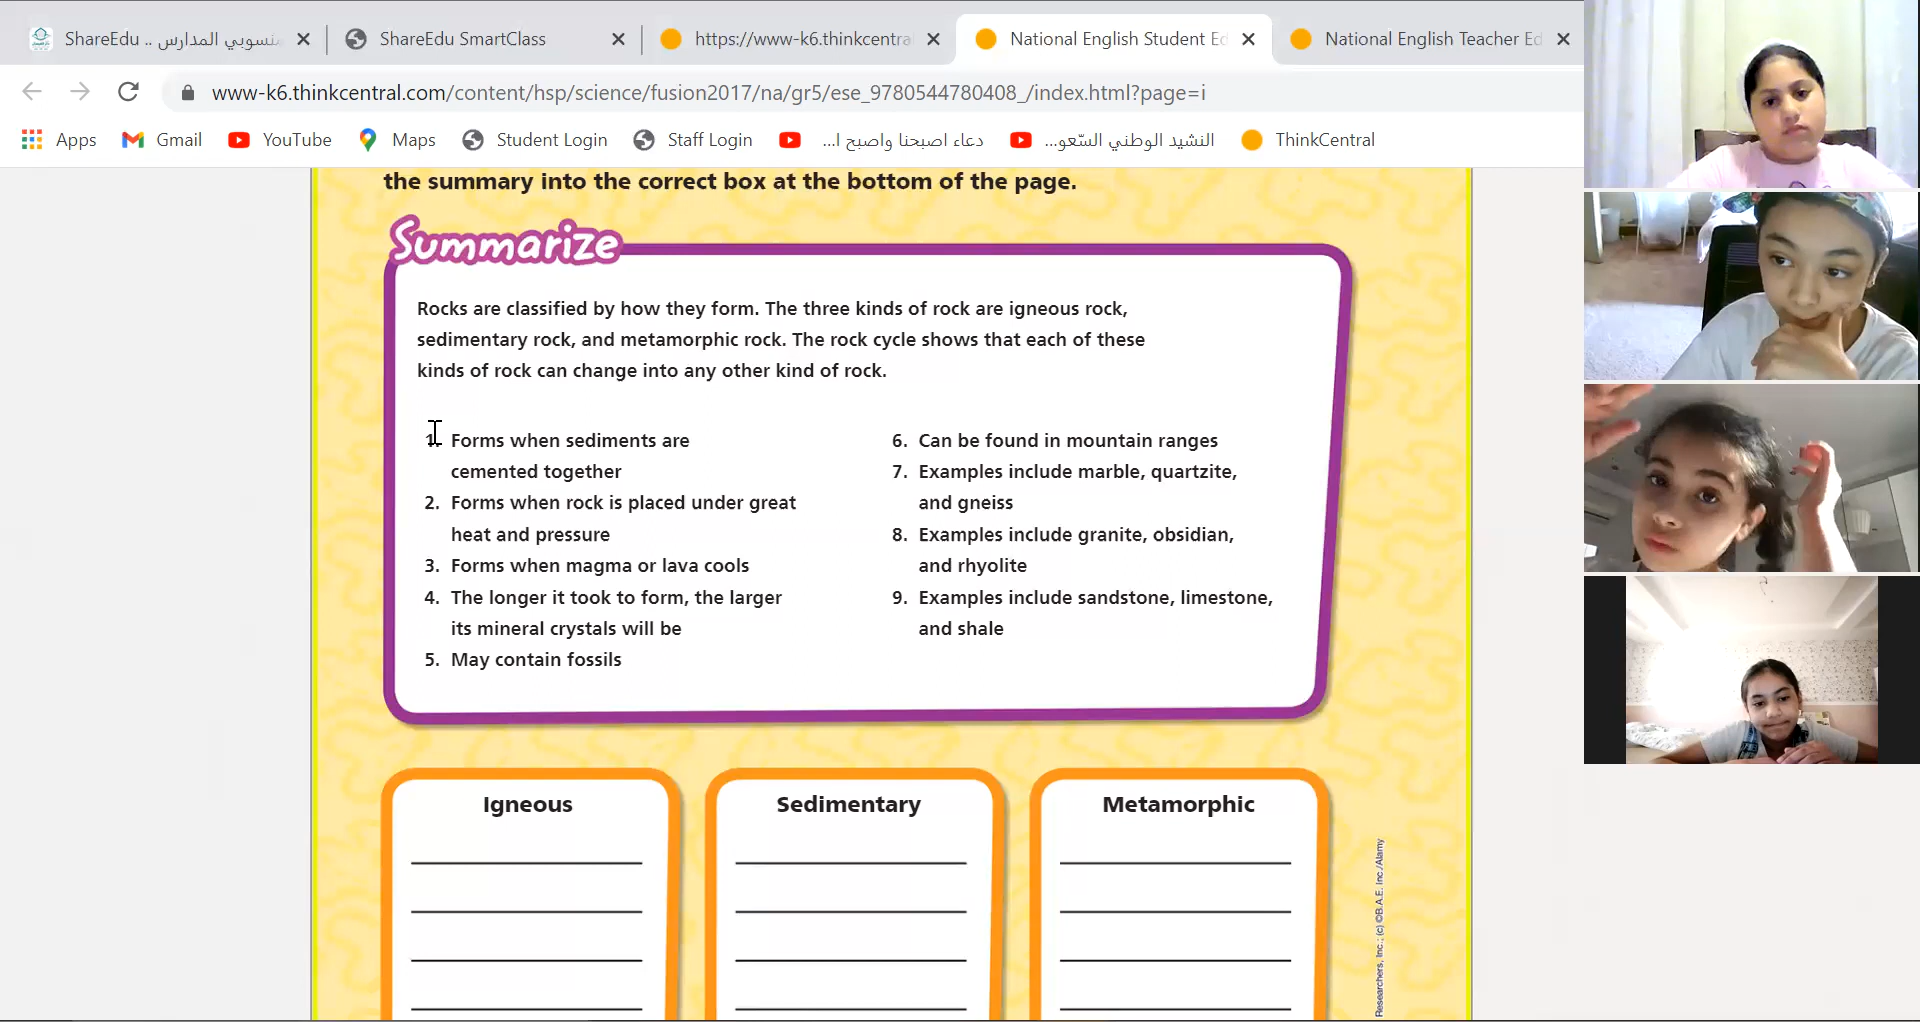 ShareEdu .. منسوبي المدارس
ShareEdu SmartClass
https://www-k6.thinkcentra
National English Student Ed
National English Teacher Ed
www-k6.thinkcentral.com/content/hsp/science/fusion2017/na/gr5/ese_9780544780408_/index.html?page=i
Apps
Gmail
YouTube
Maps
Student Login
Staff Login
دعاء اصبحنا واصبح ا...
النشيد الوطني السّعو...
ThinkCentral
the summary into the correct box at the bottom of the page.
Summarize
Rocks are classified by how they form. The three kinds of rock are igneous rock,
sedimentary rock, and metamorphic rock. The rock cycle shows that each of these
kinds of rock can change into any other kind of rock.
1. Forms when sediments are
cemented together
2. Forms when rock is placed under great
heat and pressure
3. Forms when magma or lava cools
4. The longer it took to form, the larger
its mineral crystals will be
5. May contain fossils
6. Can be found in mountain ranges
7. Examples include marble, quartzite,
and gneiss
8. Examples include granite, obsidian,
and rhyolite
9. Examples include sandstone, limestone,
and shale
Igneous
Sedimentary
Metamorphic
Researchers, Inc.; (c) ©B.A.E. Inc./Alamy